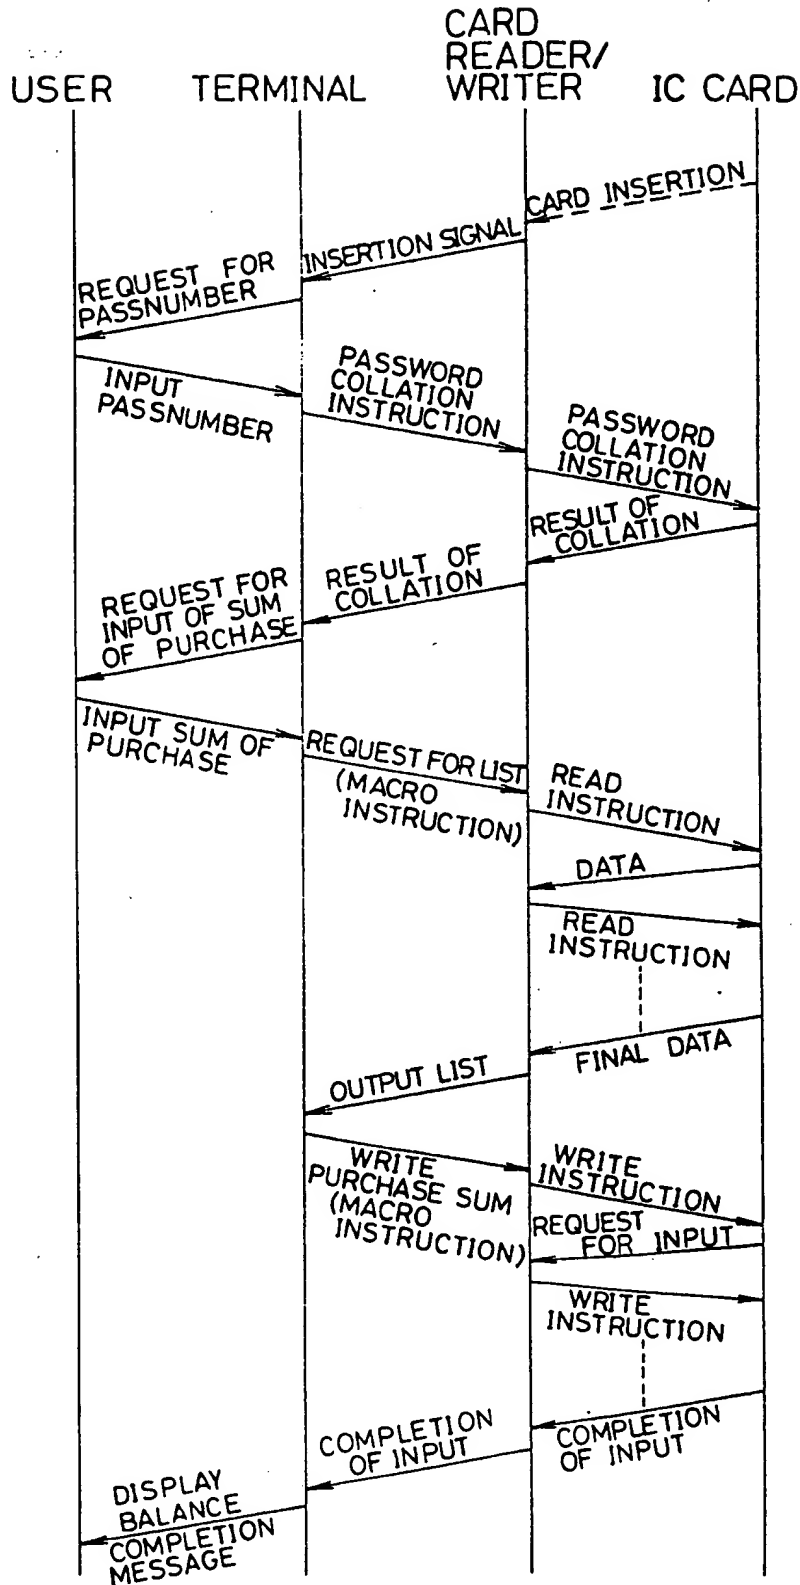 CARD
READER/
USER TERMINAL WRITER IC CARD
CARD INSERTION
INSERTION SIGNAL
REQUEST FOR
PASSNUMBER
INPUT
PASSNUMBER
PASSWORD
COLLATION
INSTRUCTION
PASSWORD
COLLATION
INSTRUCTION
RESULT OF
COLLATION
RESULT OF
COLLATION
REQUEST FOR
INPUT OF SUM
OF PURCHASE
INPUT SUM OF
PURCHASE
REQUEST FOR LIST
(MACRO
INSTRUCTION)
READ
INSTRUCTION
DATA
READ
INSTRUCTION
FINAL DATA
OUTPUT LIST
WRITE
PURCHASE SUM
(MACRO
INSTRUCTION)
WRITE
INSTRUCTION
REQUEST
FOR INPUT
WRITE
INSTRUCTION
COMPLETION
OF INPUT
COMPLETION
OF INPUT
DISPLAY
BALANCE
COMPLETION
MESSAGE